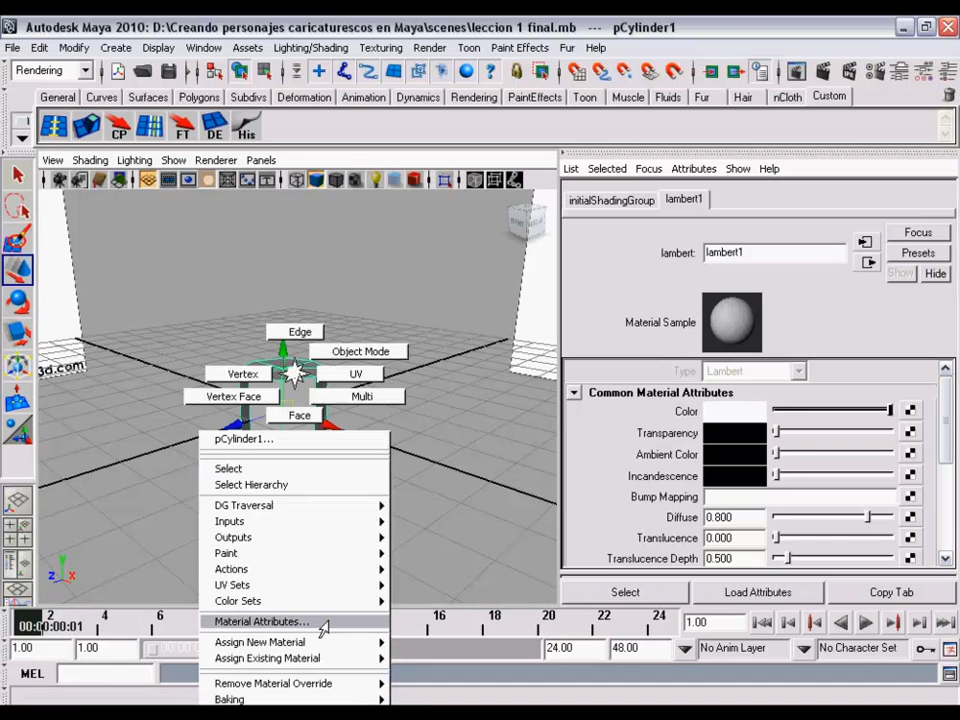 Autodesk Maya 2010: D:\Creando personajes caricaturescos en Maya\scenes\leccion 1 final.mb --- pCylinder1
File Edit Modify Create Display Window Assets Lighting/Shading Texturing Render Toon Paint Effects Fur Help
Rendering
General Curves Surfaces Polygons Subdivs Deformation Animation Dynamics Rendering PaintEffects Toon Muscle Fluids Fur Hair nCloth Custom
CP FT DE His
View Shading Lighting Show Renderer Panels
List Selected Focus Attributes Show Help
initialShadingGroup lambert1
Focus
lambert: lambert1
Presets
Show Hide
Material Sample
Type Lambert
Common Material Attributes
Color
Transparency
Ambient Color
Incandescence
Bump Mapping
Diffuse 0.800
Translucence 0.000
Translucence Depth 0.500
Select Load Attributes Copy Tab
3d.com
Edge
Object Mode
Vertex UV
Vertex Face Multi
Face
pCylinder1...
Select
Select Hierarchy
DG Traversal
Inputs
Outputs
Paint
Actions
UV Sets
Color Sets
Material Attributes...
Assign New Material
Assign Existing Material
Remove Material Override
Baking
z x
2 4 6 16 18 20 22 24 1.00
00:00:00:01
1.00 1.00 24.00 48.00 No Anim Layer No Character Set
MEL